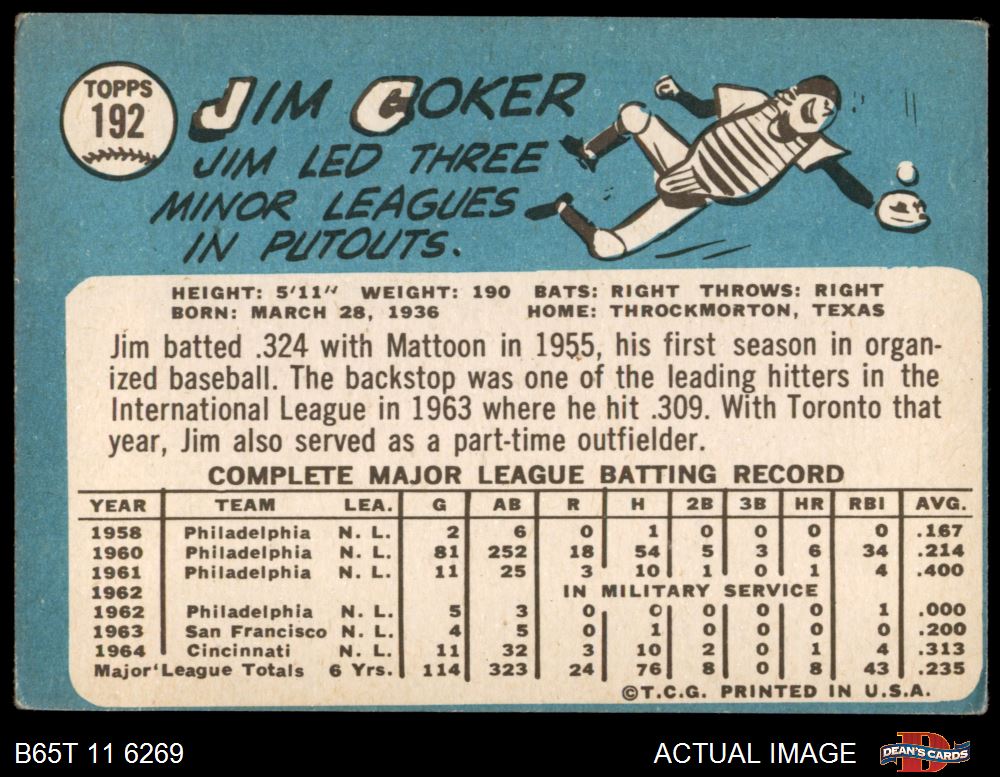 TOPPS
192
JIM COKER
JIM LED THREE
MINOR LEAGUES
IN PUTOUTS.
HEIGHT: 5'11" WEIGHT: 190 BATS: RIGHT THROWS: RIGHT
BORN: MARCH 28, 1936 HOME: THROCKMORTON, TEXAS
Jim batted .324 with Mattoon in 1955, his first season in organ-
ized baseball. The backstop was one of the leading hitters in the
International League in 1963 where he hit .309. With Toronto that
year, Jim also served as a part-time outfielder.
COMPLETE MAJOR LEAGUE BATTING RECORD
YEAR TEAM LEA. G AB R H 2B 3B HR RBI AVG.
1958 Philadelphia N. L. 2 6 0 1 0 0 0 0 .167
1960 Philadelphia N. L. 81 252 18 54 5 3 6 34 .214
1961 Philadelphia N. L. 11 25 3 10 1 0 1 4 .400
1962 IN MILITARY SERVICE
1962 Philadelphia N. L. 5 3 0 0 0 0 0 1 .000
1963 San Francisco N. L. 4 5 0 1 0 0 0 0 .200
1964 Cincinnati N. L. 11 32 3 10 2 0 1 4 .313
Major League Totals 6 Yrs. 114 323 24 76 8 0 8 43 .235
©T.C.G. PRINTED IN U.S.A.
B65T 11 6269 ACTUAL IMAGE DEAN'S CARDS